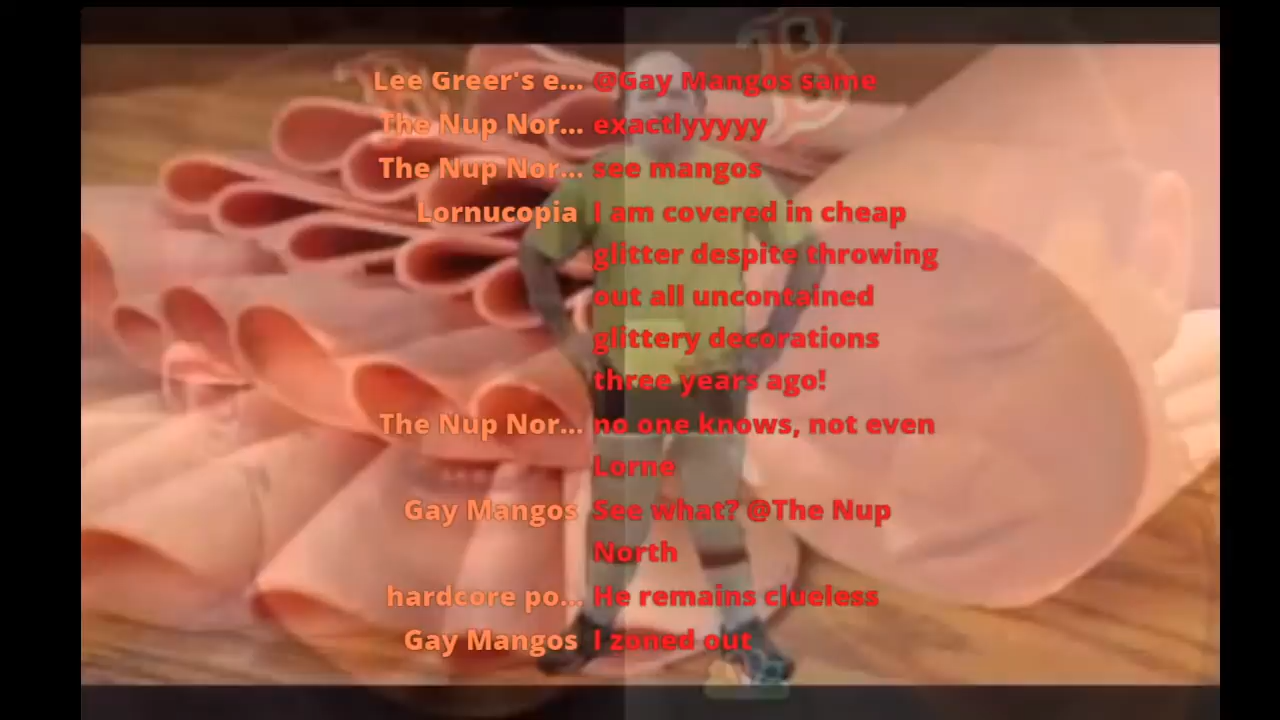 Lee Greer's e... @Gay Mangos same
The Nup Nor... exactlyyyyy
The Nup Nor... see mangos
Lornucopia I am covered in cheap
glitter despite throwing
out all uncontained
glittery decorations
three years ago!
The Nup Nor... no one knows, not even
Lorne
Gay Mangos See what? @The Nup
North
hardcore po... He remains clueless
Gay Mangos I zoned out
B
B